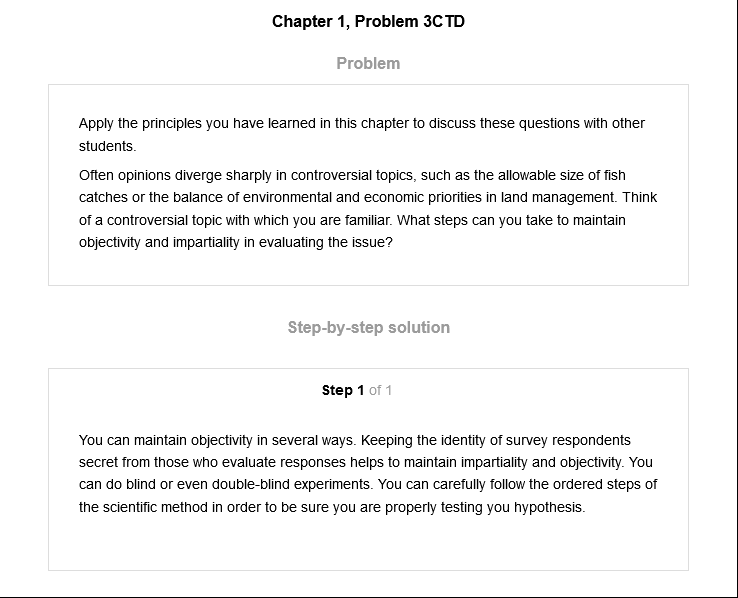 Chapter 1, Problem 3CTD
Problem
Apply the principles you have learned in this chapter to discuss these questions with other
students.
Often opinions diverge sharply in controversial topics, such as the allowable size of fish
catches or the balance of environmental and economic priorities in land management. Think
of a controversial topic with which you are familiar. What steps can you take to maintain
objectivity and impartiality in evaluating the issue?
Step-by-step solution
Step 1 of 1
You can maintain objectivity in several ways. Keeping the identity of survey respondents
secret from those who evaluate responses helps to maintain impartiality and objectivity. You
can do blind or even double-blind experiments. You can carefully follow the ordered steps of
the scientific method in order to be sure you are properly testing you hypothesis.